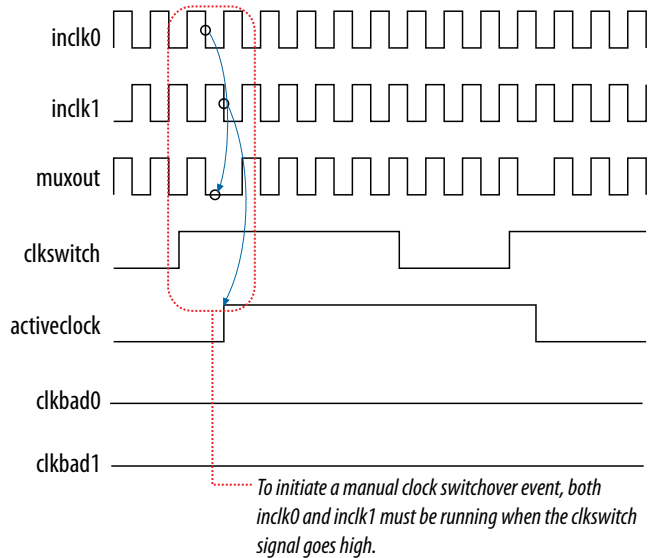 inclk0
inclk1
muxout
clkswitch
activeclock
clkbad0
clkbad1
To initiate a manual clock switchover event, both
inclk0 and inclk1 must be running when the clkswitch
signal goes high.